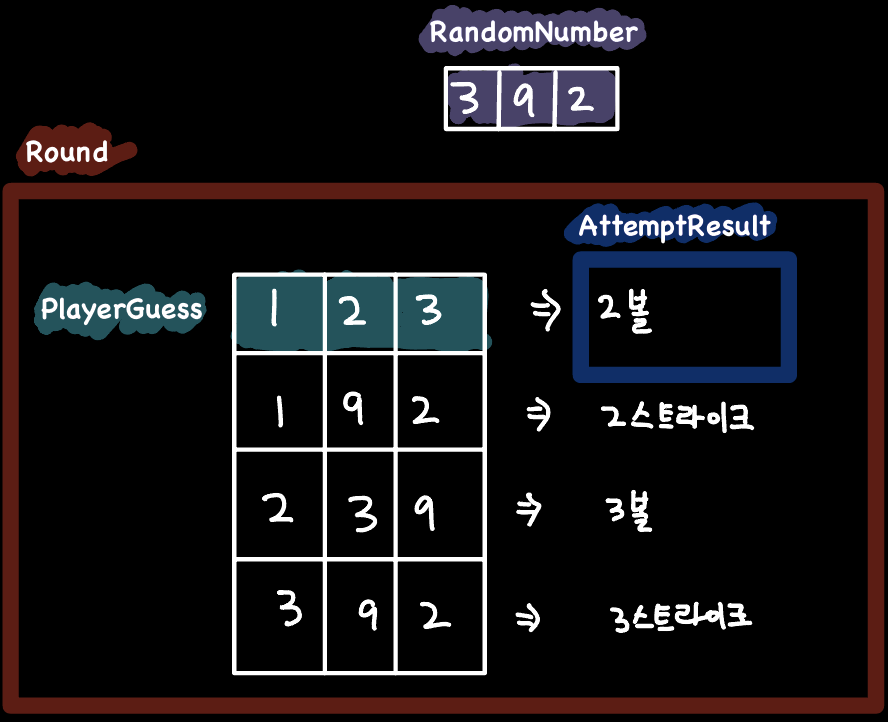 RandomNumber
3 9 2
Round
AttemptResult
PlayerGuess 1 2 3 ⇒ 2볼
1 9 2 ⇒ 2스트라이크
2 3 9 ⇒ 3볼
3 9 2 ⇒ 3스트라이크